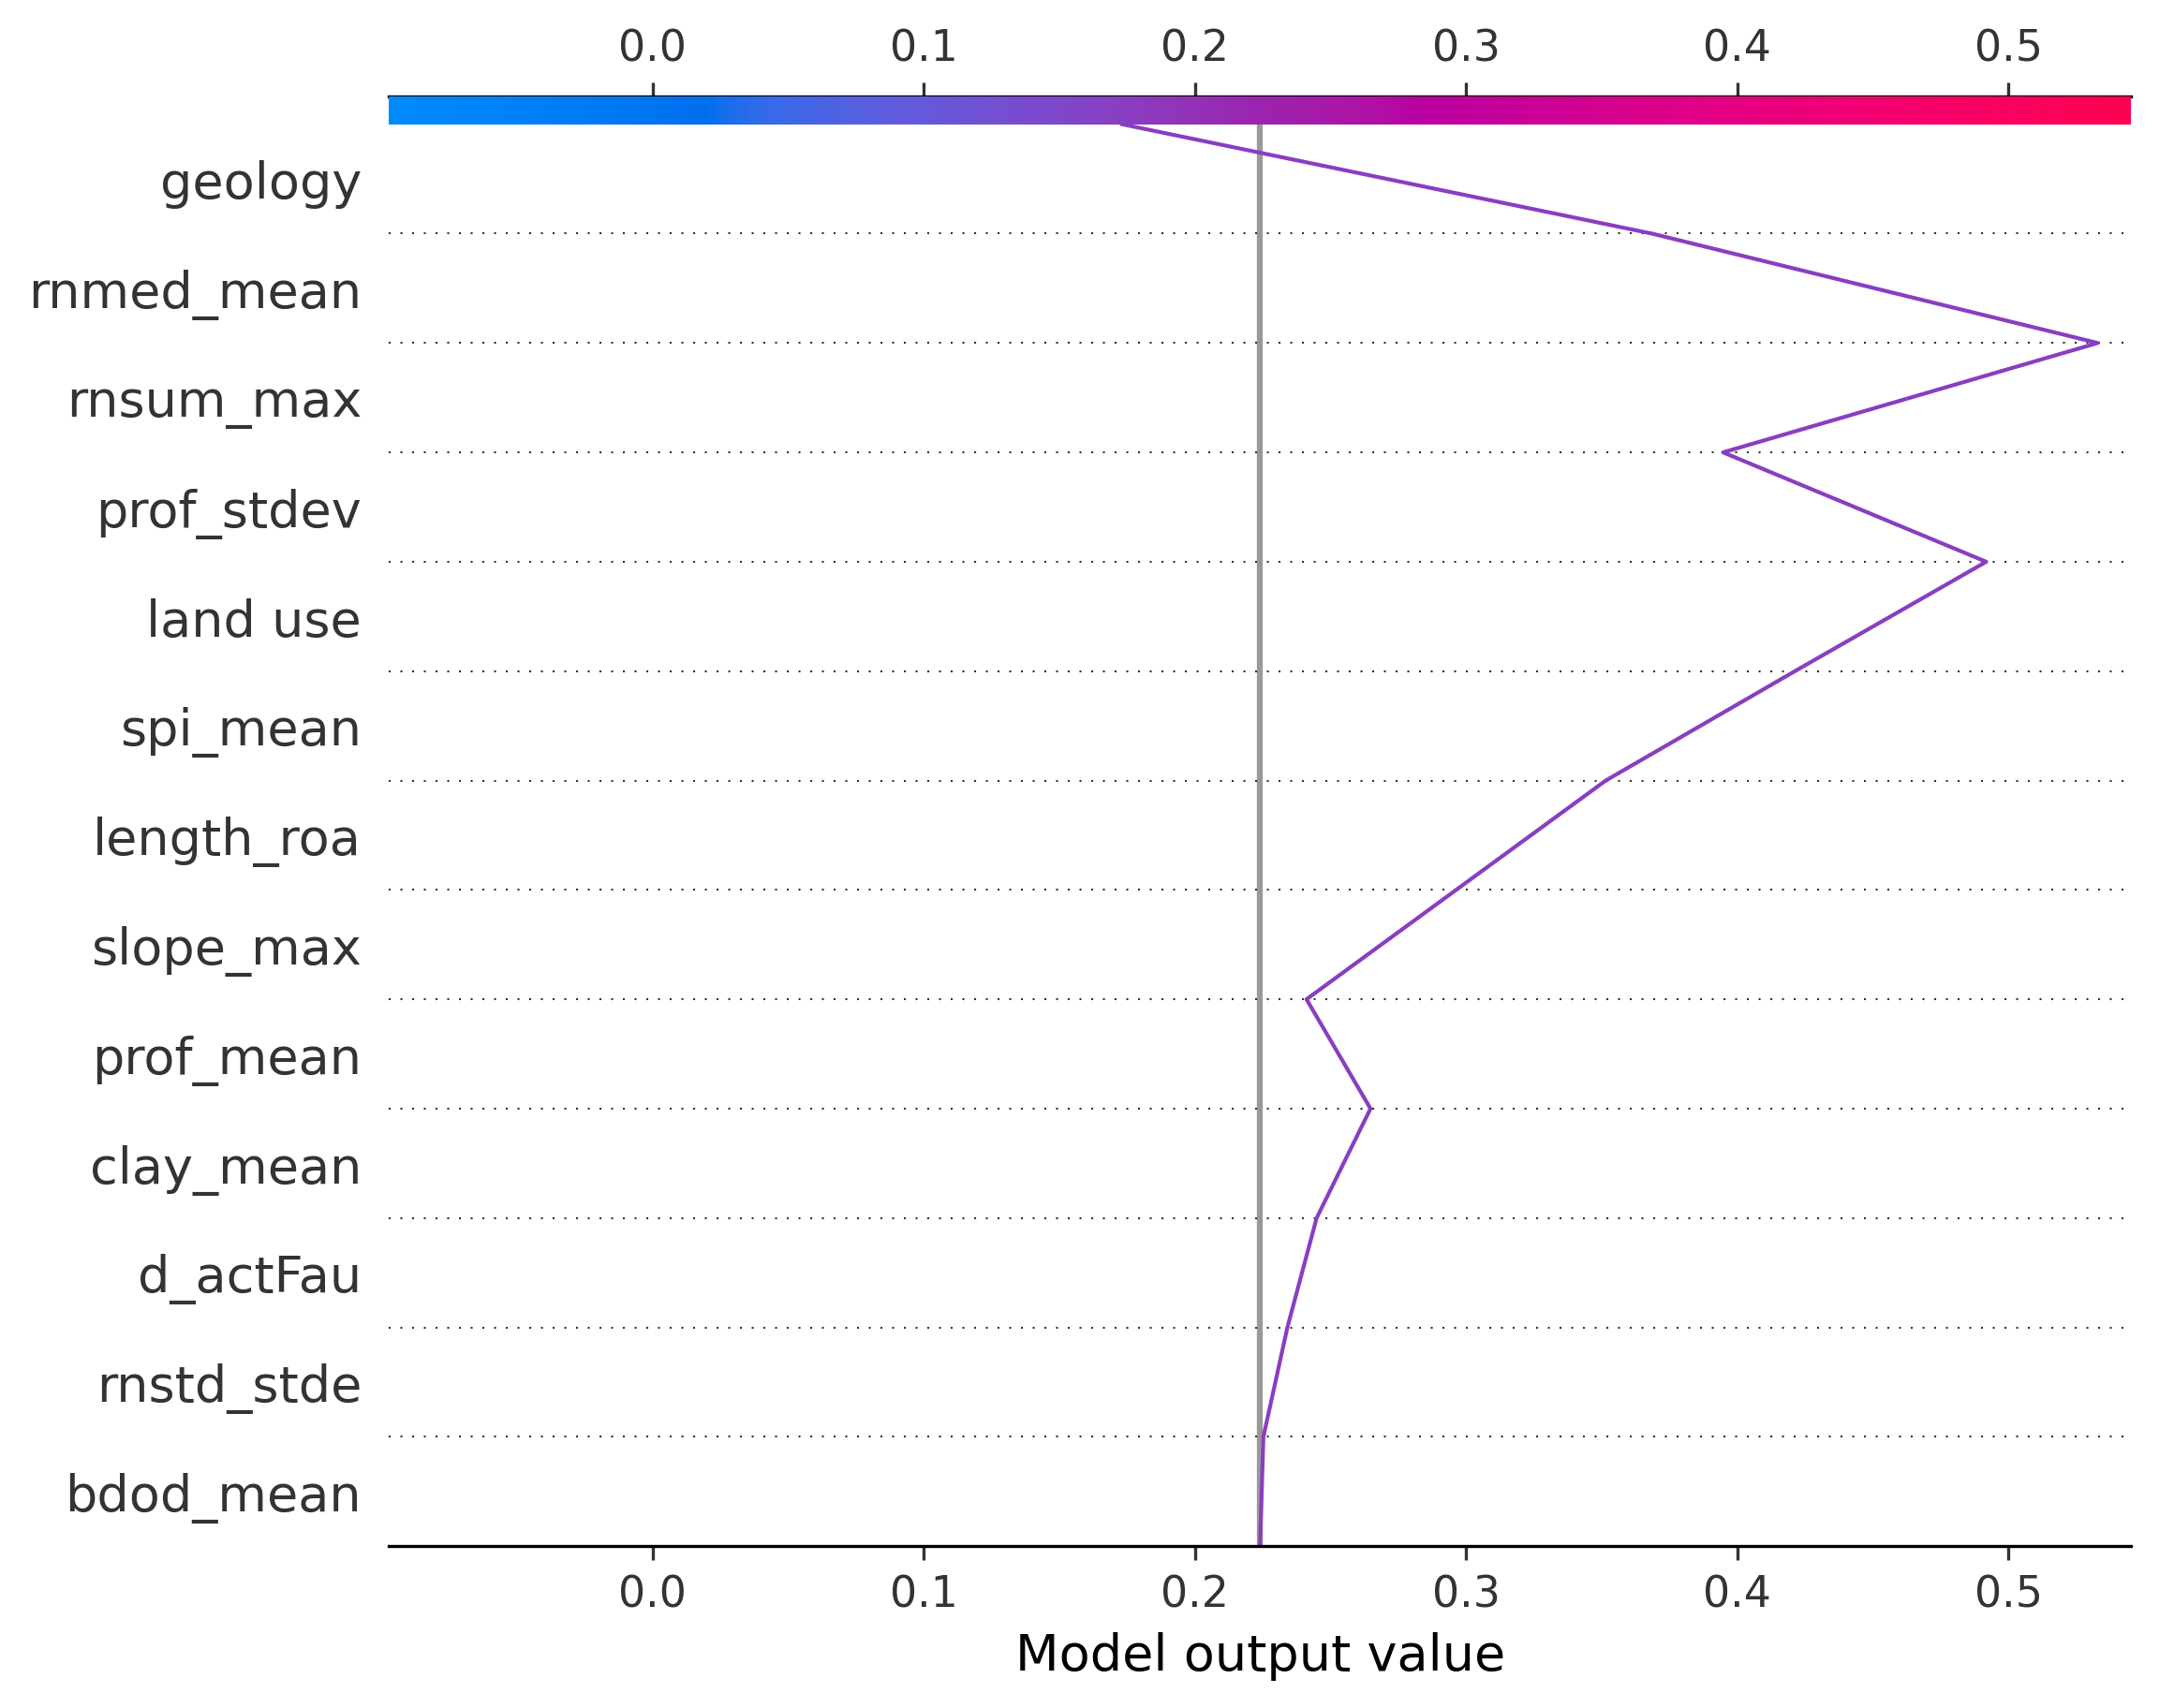 0.0 0.1 0.2 0.3 0.4 0.5
geology
rnmed_mean
rnsum_max
prof_stdev
land use
spi_mean
length_roa
slope_max
prof_mean
clay_mean
d_actFau
rnstd_stde
bdod_mean
0.0 0.1 0.2 0.3 0.4 0.5
Model output value